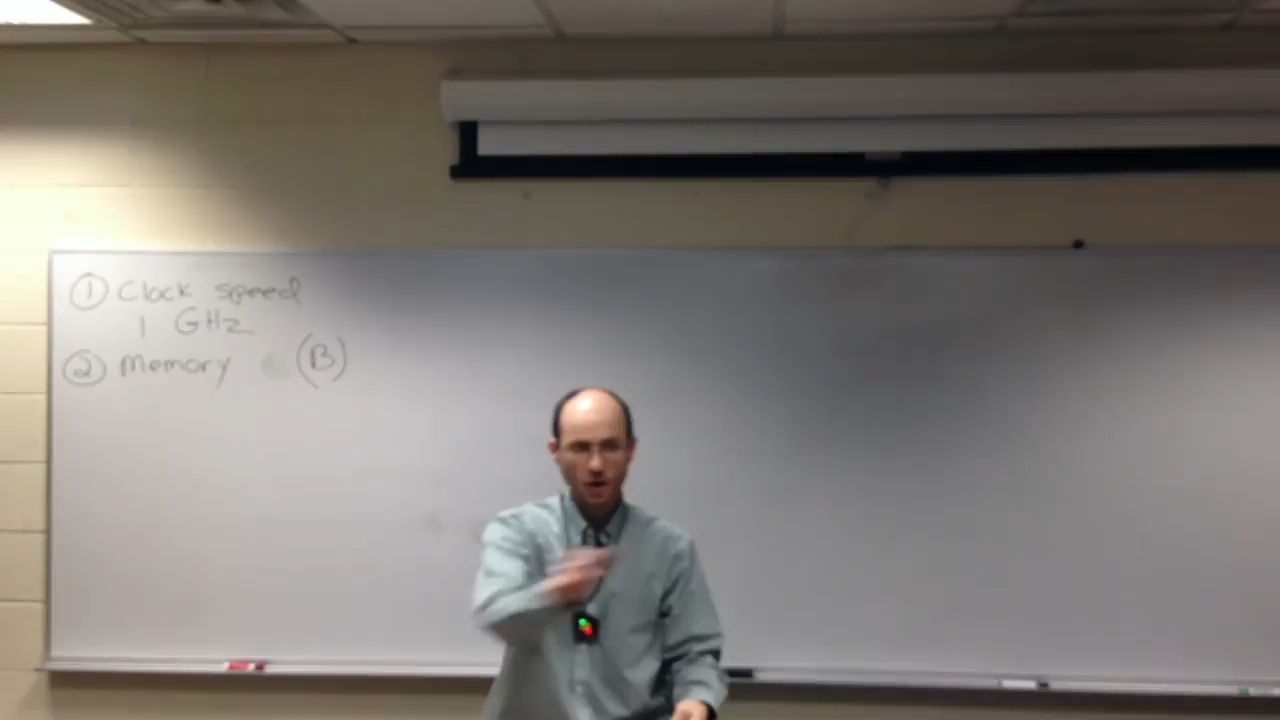 ① Clock speed
1 GHz
② Memory (B)